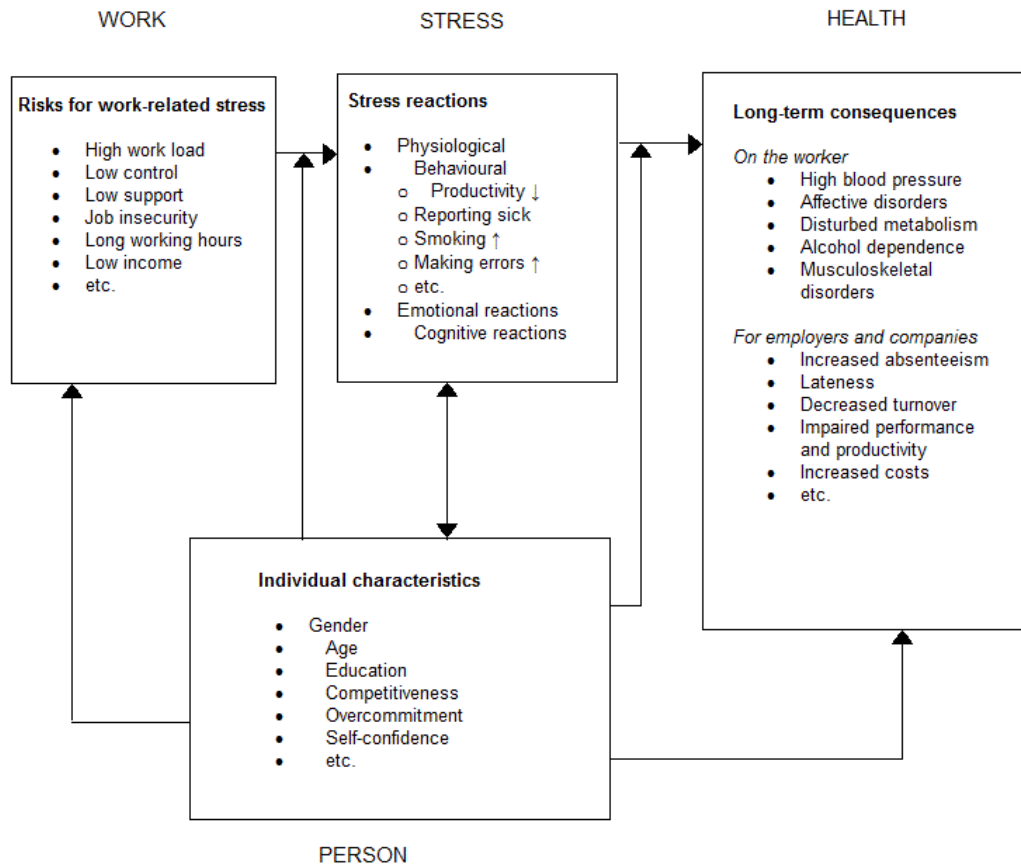 WORK
STRESS
HEALTH
Risks for work-related stress
• High work load
• Low control
• Low support
• Job insecurity
• Long working hours
• Low income
• etc.
Stress reactions
• Physiological
• Behavioural
o Productivity ↓
o Reporting sick
o Smoking ↑
o Making errors ↑
o etc.
• Emotional reactions
• Cognitive reactions
Long-term consequences
On the worker
• High blood pressure
• Affective disorders
• Disturbed metabolism
• Alcohol dependence
• Musculoskeletal
disorders
For employers and companies
• Increased absenteeism
• Lateness
• Decreased turnover
• Impaired performance
and productivity
• Increased costs
• etc.
Individual characteristics
• Gender
• Age
• Education
• Competitiveness
• Overcommitment
• Self-confidence
• etc.
PERSON